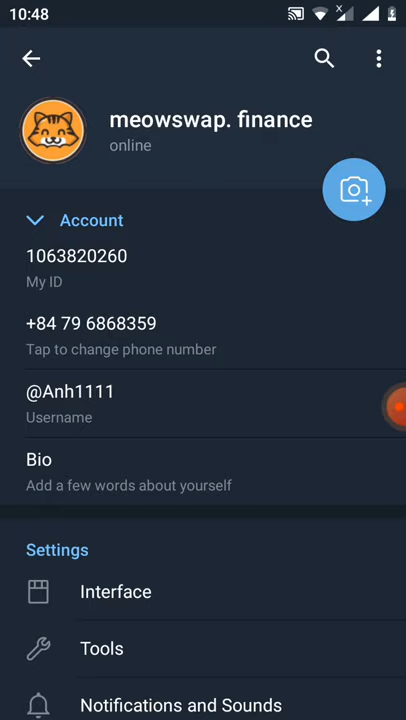 10:48
meowswap. finance
online
Account
1063820260
My ID
+84 79 6868359
Tap to change phone number
@Anh1111
Username
Bio
Add a few words about yourself
Settings
Interface
Tools
Notifications and Sounds